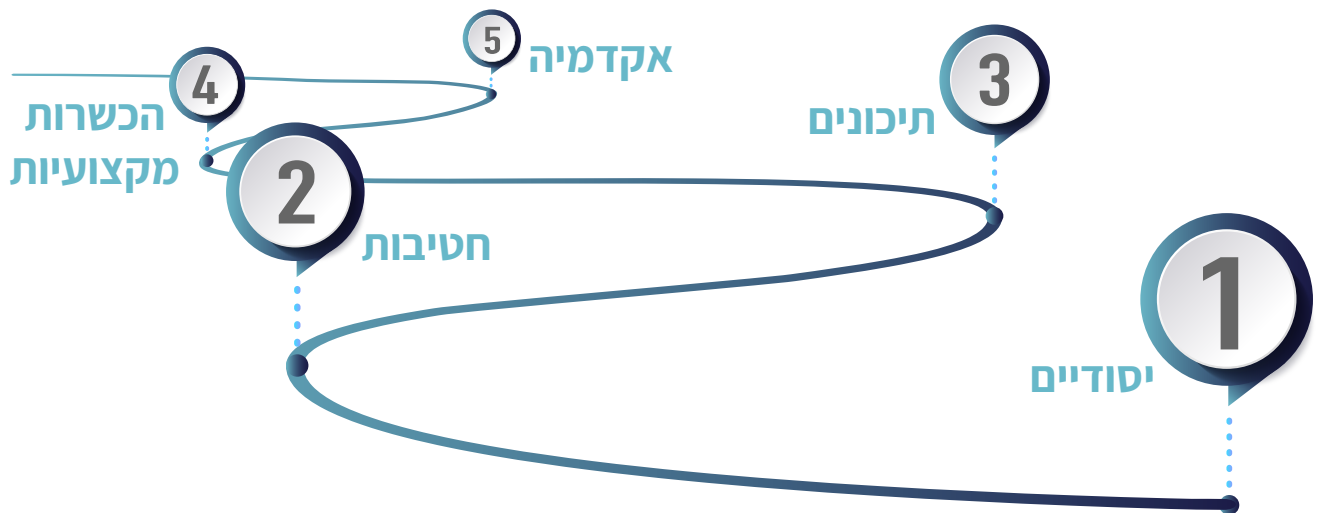 1
יסודיים
2
חטיבות
3
תיכונים
4
הכשרות
מקצועיות
5
אקדמיה